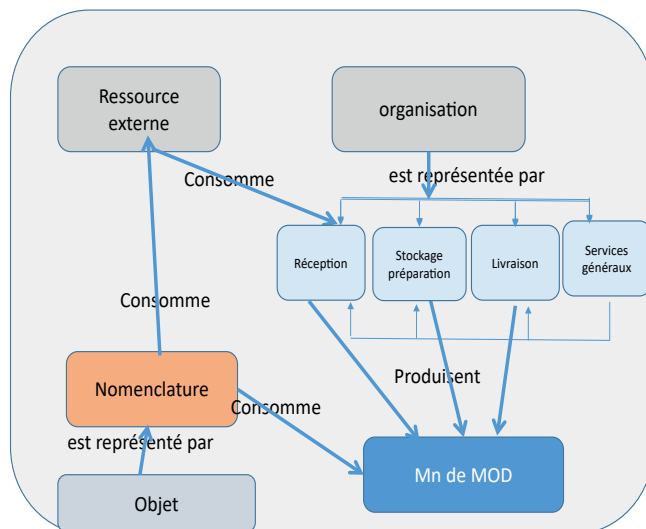 Ressource
externe
organisation
Consomme
est représentée par
Réception
Stockage
préparation
Livraison
Services
généraux
Consomme
Produisent
Nomenclature
Consomme
est représenté par
Mn de MOD
Objet